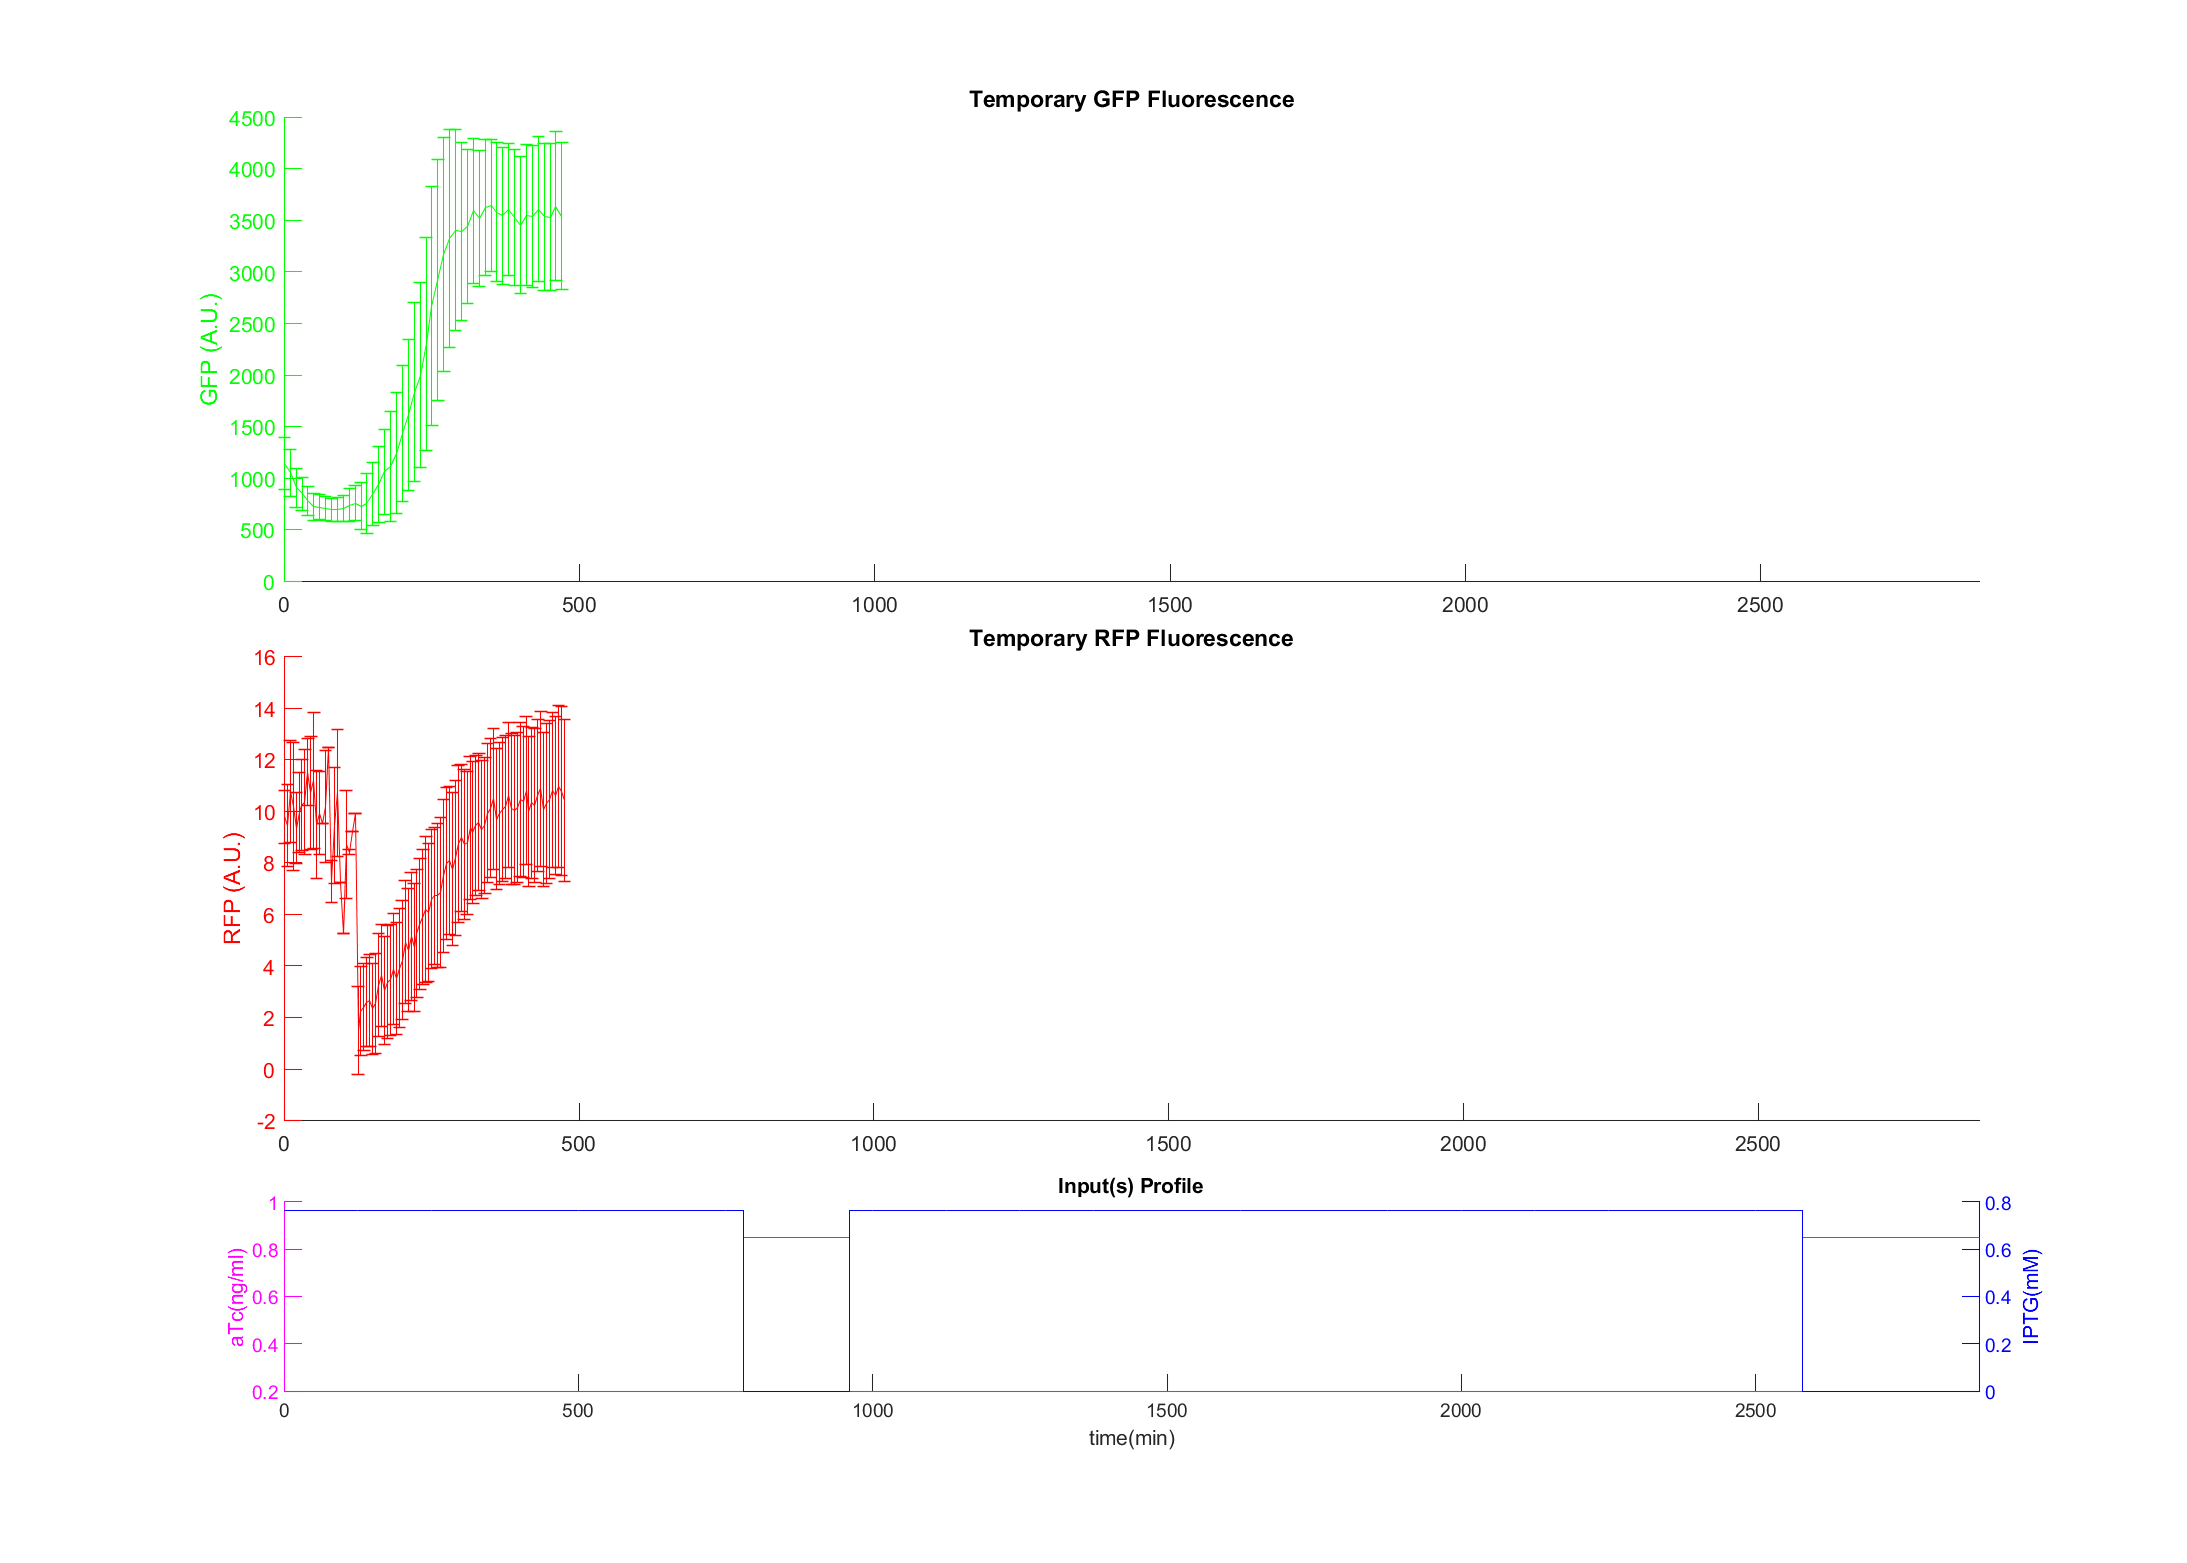 Temporary GFP Fluorescence
4500
4000
3500
3000
2500
2000
1500
1000
500
0
GFP (A.U.)
0 500 1000 1500 2000 2500
Temporary RFP Fluorescence
16
14
12
10
8
6
4
2
0
-2
RFP (A.U.)
0 500 1000 1500 2000 2500
Input(s) Profile
1
0.8
0.6
0.4
0.2
aTc(ng/ml)
0.8
0.6
0.4
0.2
0
IPTG(mM)
0 500 1000 1500 2000 2500
time(min)